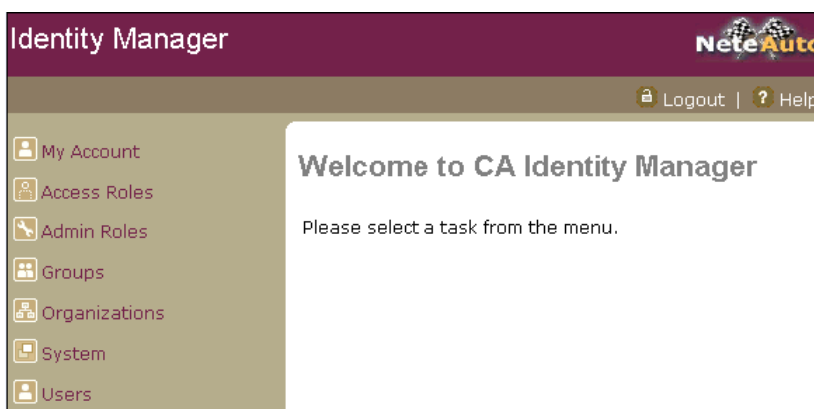 Identity Manager
NeteAuto
Logout | ? Help
My Account
Access Roles
Admin Roles
Groups
Organizations
System
Users
Welcome to CA Identity Manager
Please select a task from the menu.